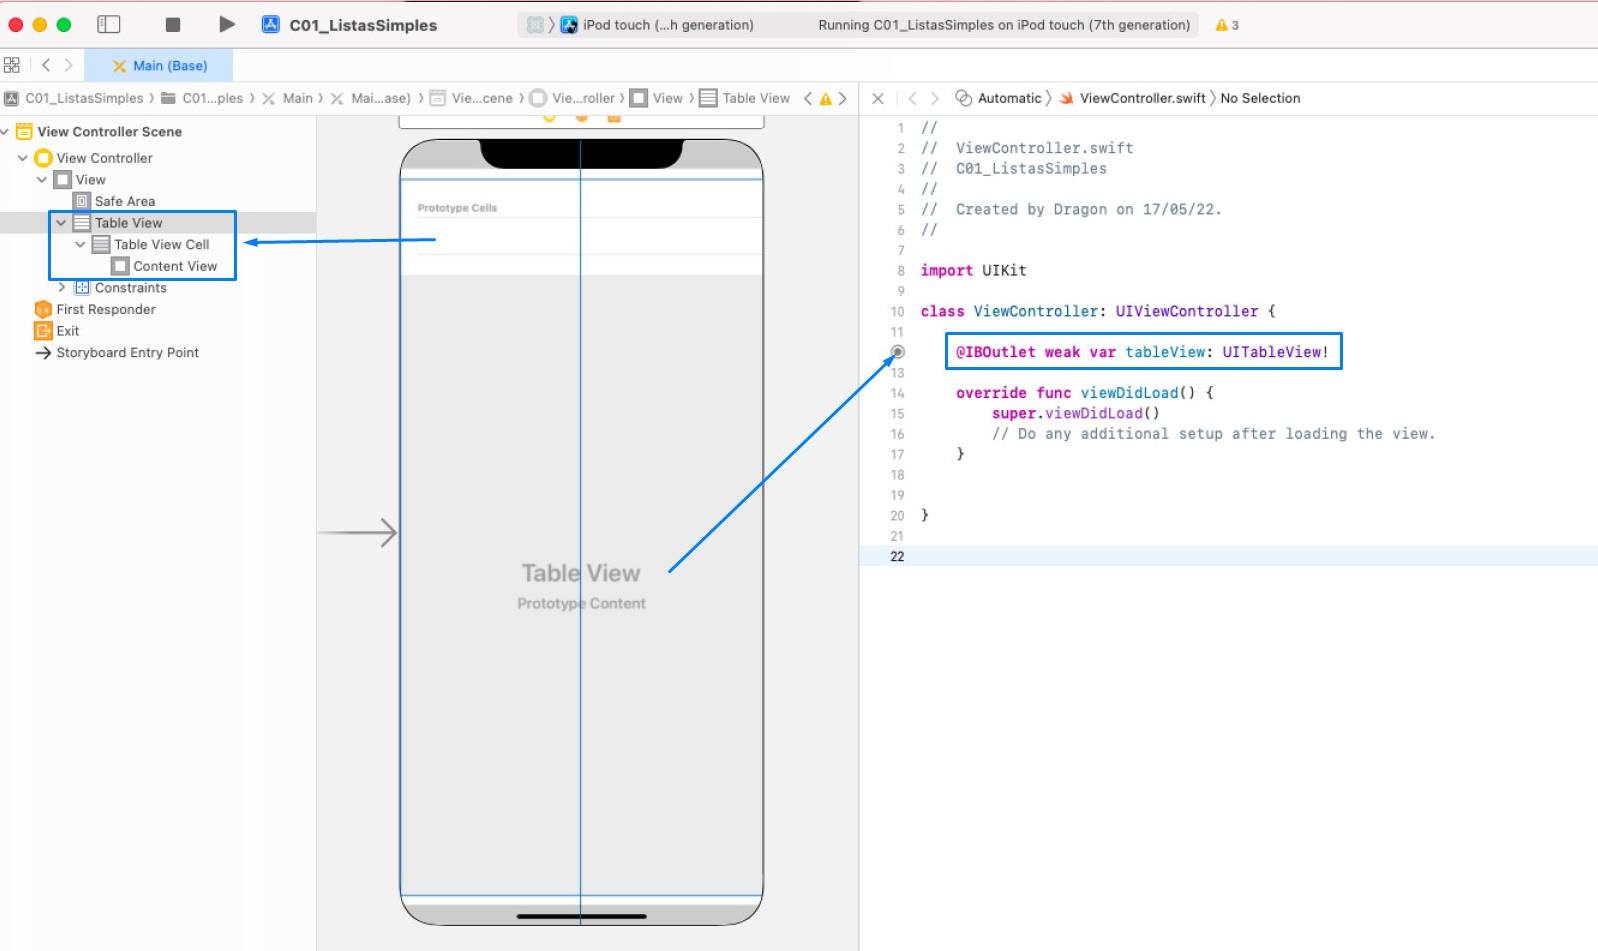 C01_ListasSimples
iPod touch (...h generation)
Running C01_ListasSimples on iPod touch (7th generation)
3
Main (Base)
C01_ListasSimples
C01...ples
Main
Mai...ase)
Vie...cene
Vie...roller
View
Table View
Automatic
ViewController.swift
No Selection
View Controller Scene
View Controller
View
Safe Area
Table View
Table View Cell
Content View
Constraints
First Responder
Exit
Storyboard Entry Point
Prototype Cells
Table View
Prototype Content
1 //
2 //  ViewController.swift
3 //  C01_ListasSimples
4 //
5 //  Created by Dragon on 17/05/22.
6 //
7
8 import UIKit
9
10 class ViewController: UIViewController {
11
@IBOutlet weak var tableView: UITableView!
13
14     override func viewDidLoad() {
15         super.viewDidLoad()
16         // Do any additional setup after loading the view.
17     }
18
19
20 }
21
22